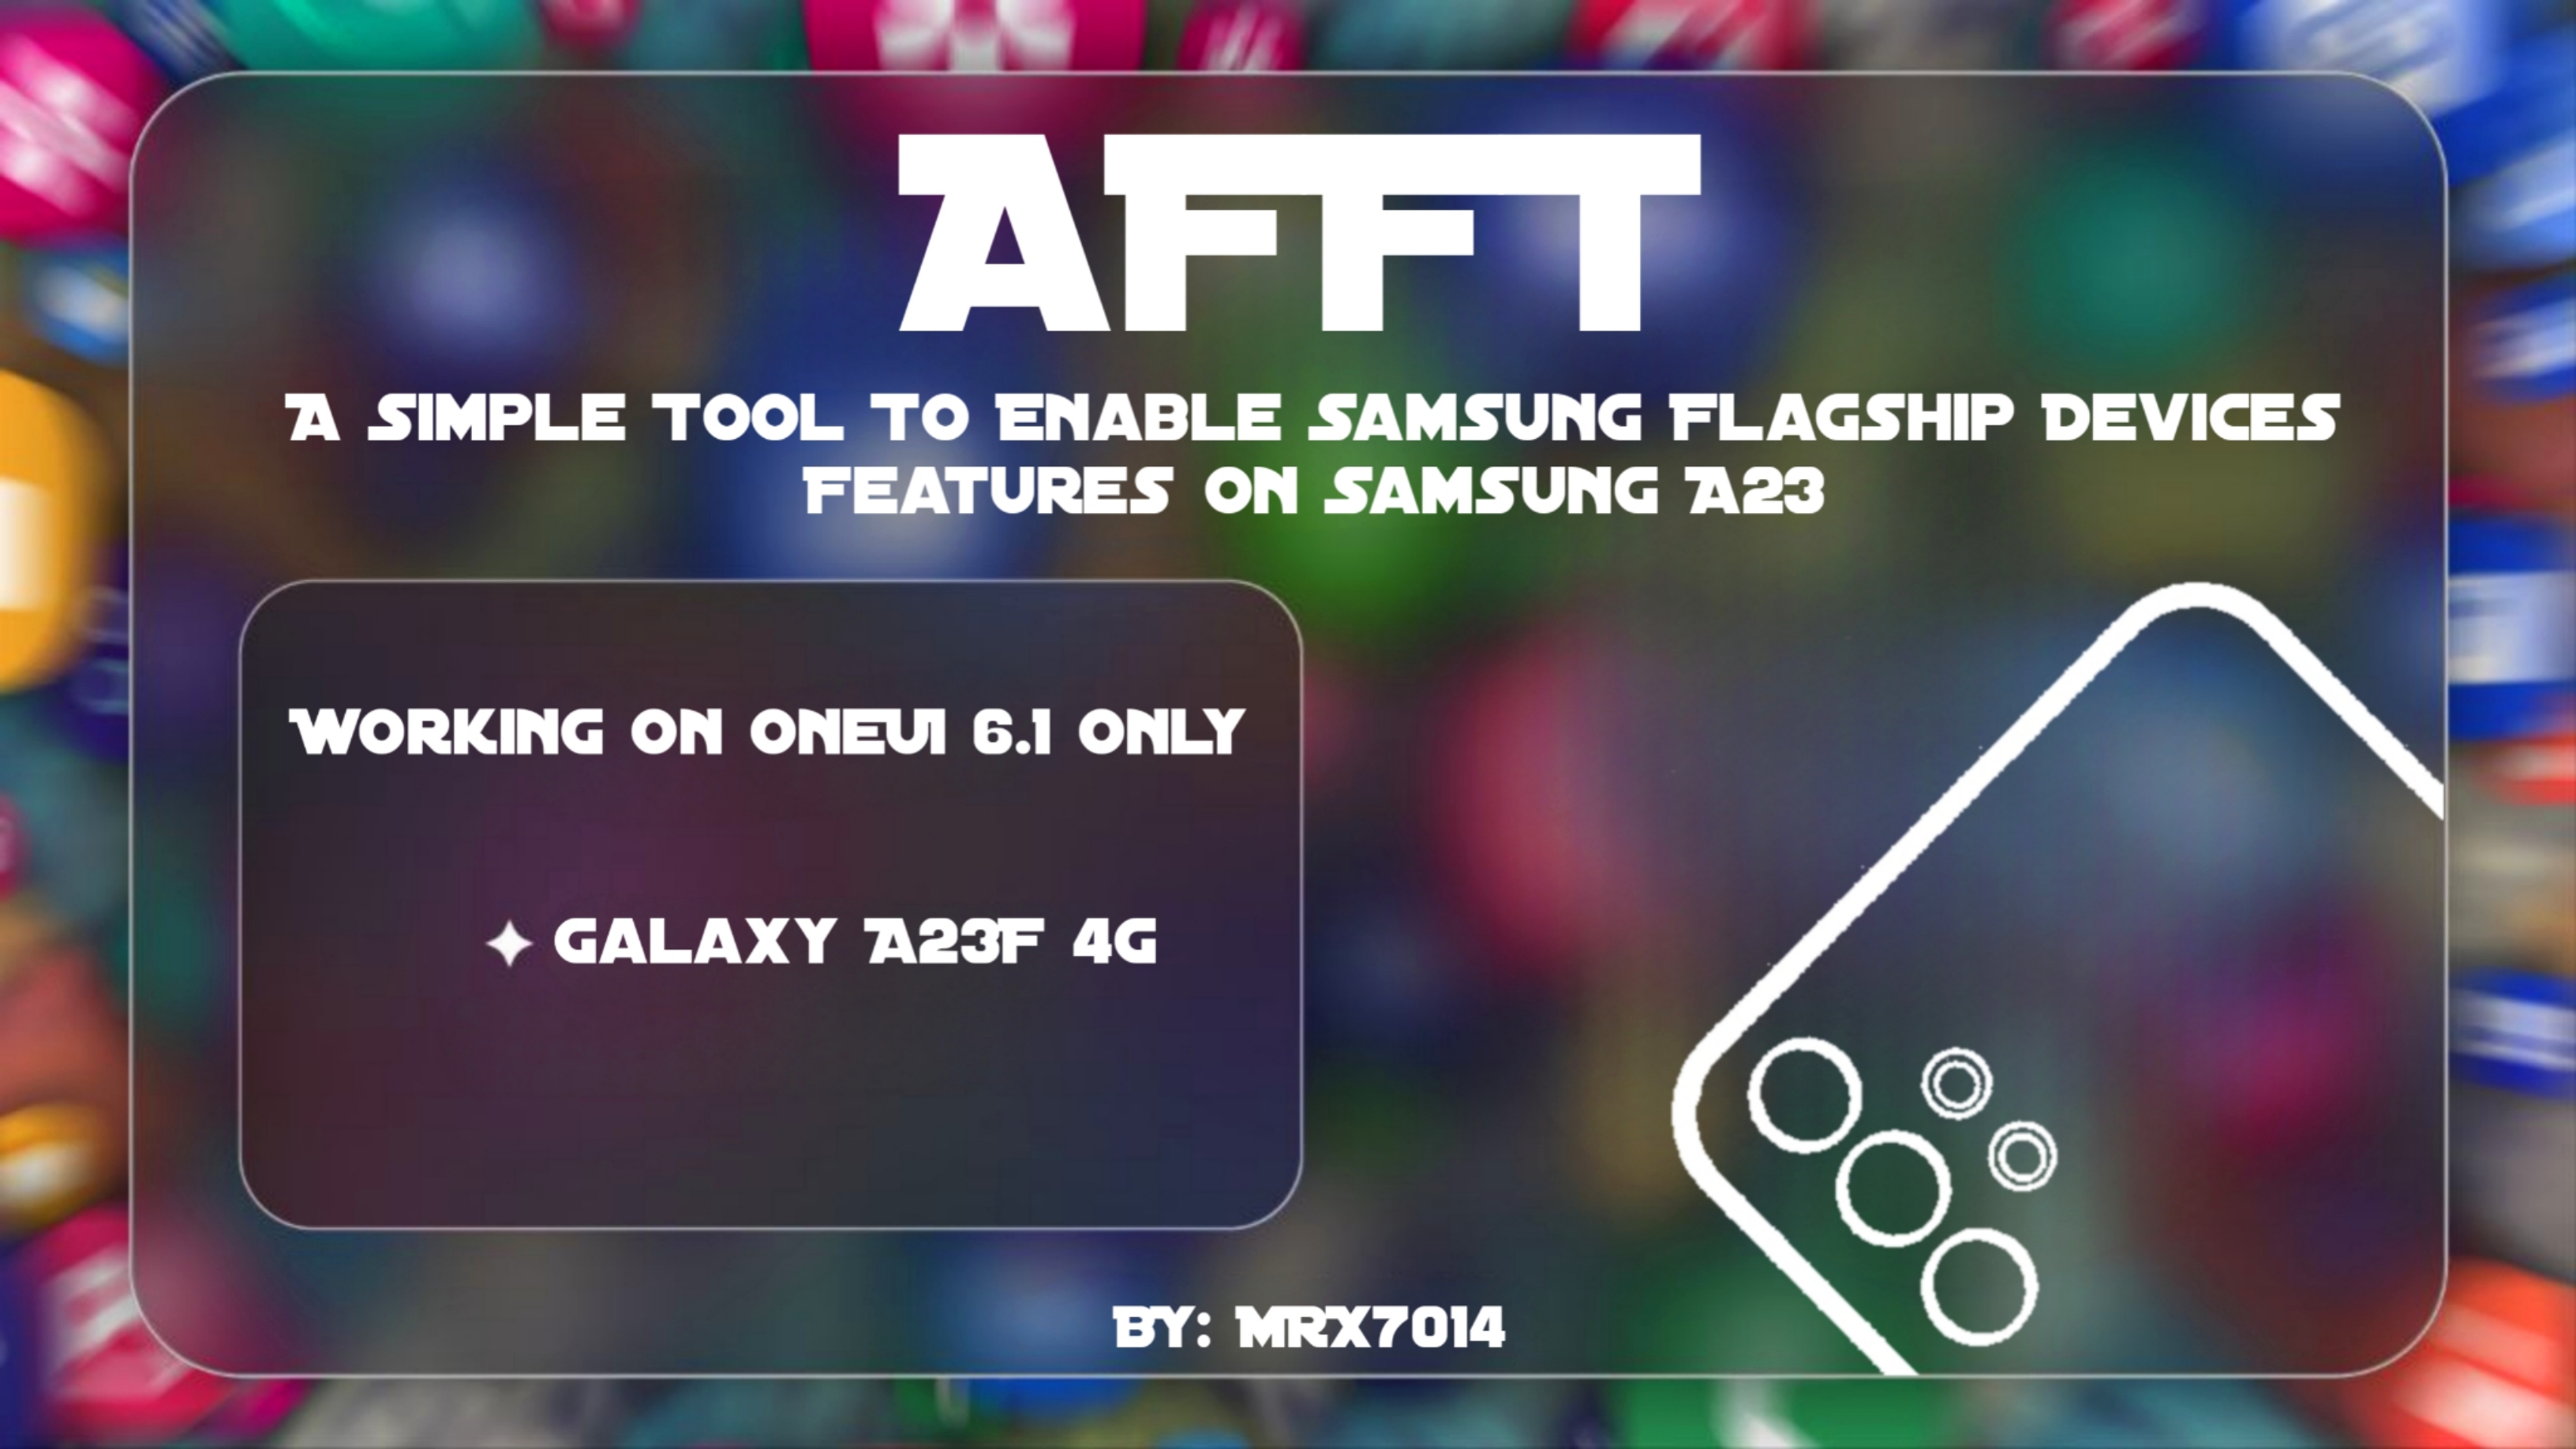 AFFT
A SIMPLE TOOL TO ENABLE SAMSUNG FLAGSHIP DEVICES
FEATURES ON SAMSUNG A23
WORKING ON ONEUI 6.1 ONLY
✦ GALAXY A23F 4G
BY: MRX7014